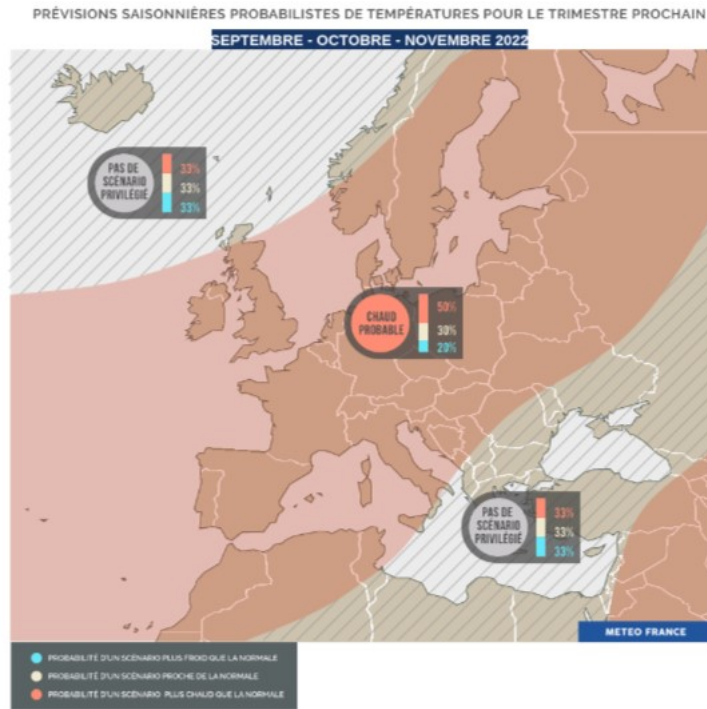 PRÉVISIONS SAISONNIÈRES PROBABILISTES DE TEMPÉRATURES POUR LE TRIMESTRE PROCHAIN
SEPTEMBRE - OCTOBRE - NOVEMBRE 2022
PAS DE
SCÉNARIO
PRIVILÉGIÉ
33%
33%
33%
CHAUD
PROBABLE
50%
30%
20%
PAS DE
SCÉNARIO
PRIVILÉGIÉ
33%
33%
33%
METEO FRANCE
PROBABILITÉ D'UN SCÉNARIO PLUS FROID QUE LA NORMALE
PROBABILITÉ D'UN SCÉNARIO PROCHE DE LA NORMALE
PROBABILITÉ D'UN SCÉNARIO PLUS CHAUD QUE LA NORMALE